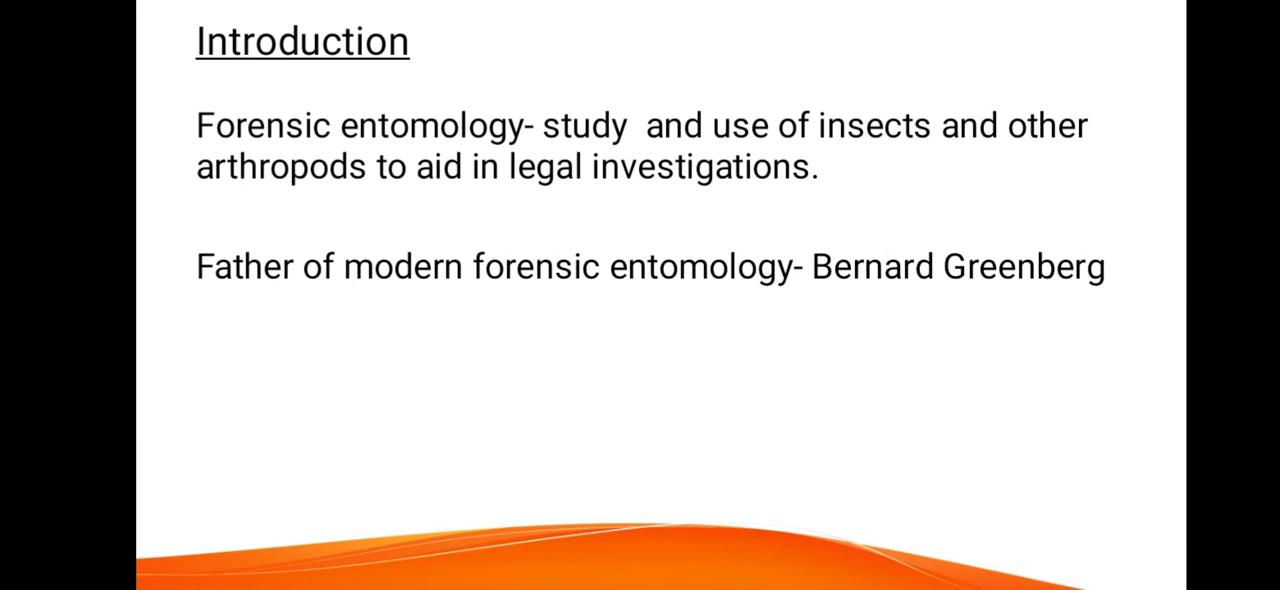 Introduction
Forensic entomology- study  and use of insects and other
arthropods to aid in legal investigations.
Father of modern forensic entomology- Bernard Greenberg